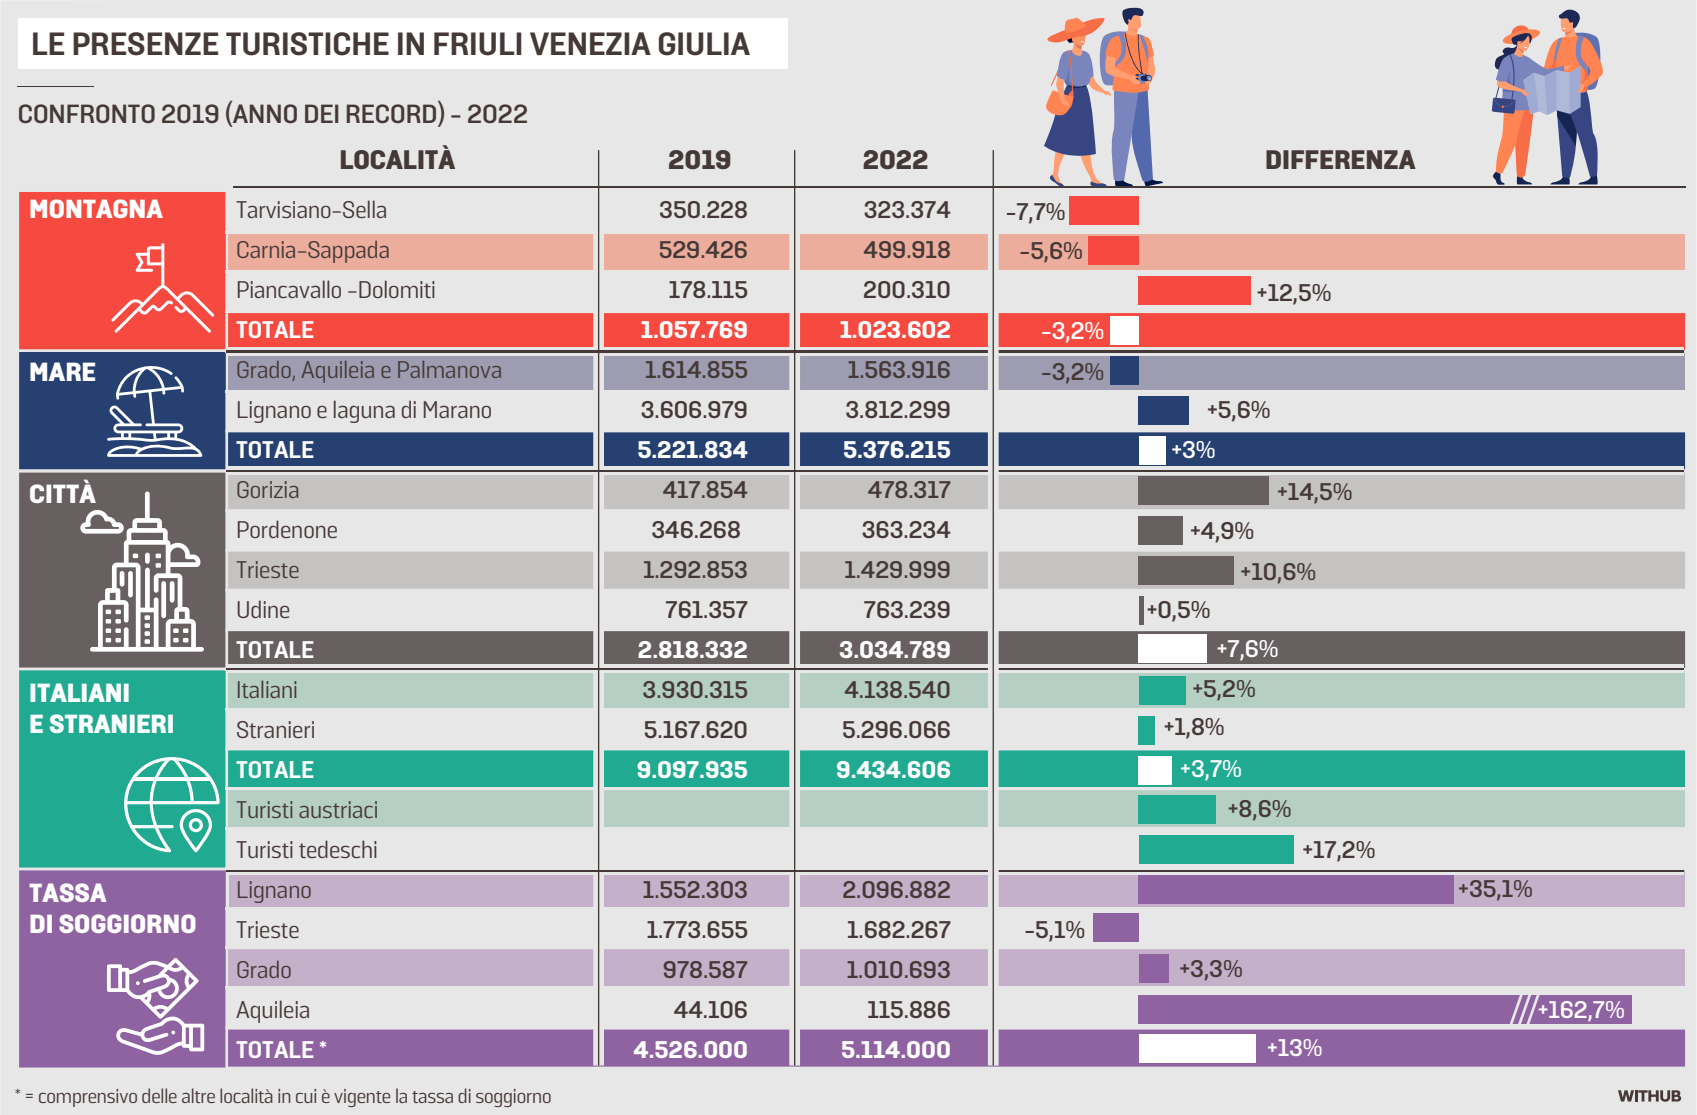 LE PRESENZE TURISTICHE IN FRIULI VENEZIA GIULIA
CONFRONTO 2019 (ANNO DEI RECORD) - 2022
LOCALITÀ 2019 2022 DIFFERENZA
MONTAGNA
Tarvisiano-Sella 350.228 323.374 -7,7%
Carnia-Sappada 529.426 499.918 -5,6%
Piancavallo -Dolomiti 178.115 200.310 +12,5%
TOTALE 1.057.769 1.023.602 -3,2%
MARE
Grado, Aquileia e Palmanova 1.614.855 1.563.916 -3,2%
Lignano e laguna di Marano 3.606.979 3.812.299 +5,6%
TOTALE 5.221.834 5.376.215 +3%
CITTÀ
Gorizia 417.854 478.317 +14,5%
Pordenone 346.268 363.234 +4,9%
Trieste 1.292.853 1.429.999 +10,6%
Udine 761.357 763.239 +0,5%
TOTALE 2.818.332 3.034.789 +7,6%
ITALIANI
E STRANIERI
Italiani 3.930.315 4.138.540 +5,2%
Stranieri 5.167.620 5.296.066 +1,8%
TOTALE 9.097.935 9.434.606 +3,7%
Turisti austriaci +8,6%
Turisti tedeschi +17,2%
TASSA
DI SOGGIORNO
Lignano 1.552.303 2.096.882 +35,1%
Trieste 1.773.655 1.682.267 -5,1%
Grado 978.587 1.010.693 +3,3%
Aquileia 44.106 115.886 +162,7%
TOTALE * 4.526.000 5.114.000 +13%
* = comprensivo delle altre località in cui è vigente la tassa di soggiorno
WITHUB